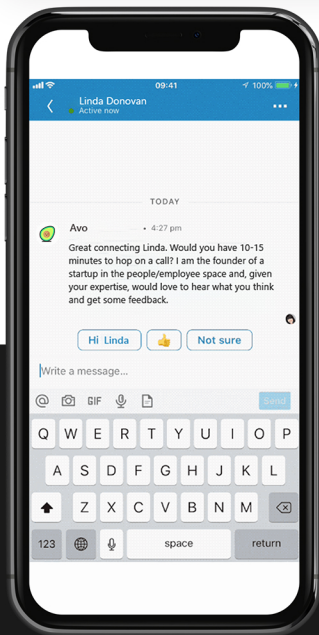 09:41
100%
Linda Donovan
Active now
TODAY
Avo • 4:27 pm
Great connecting Linda. Would you have 10-15
minutes to hop on a call? I am the founder of a
startup in the people/employee space and, given
your expertise, would love to hear what you think
and get some feedback.
Hi Linda 👍 Not sure
Write a message...
@ GIF Send
Q W E R T Y U I O P
A S D F G H J K L
Z X C V B N M
123 space return